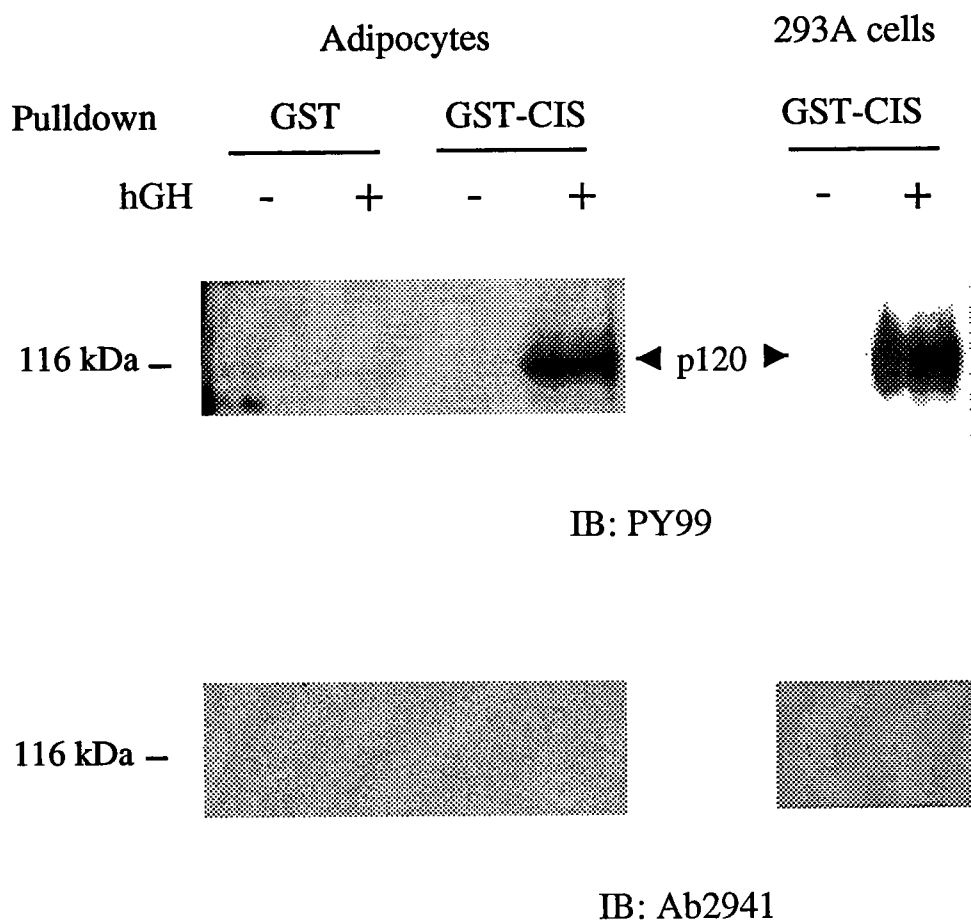 Adipocytes 293A cells
Pulldown GST GST-CIS GST-CIS
hGH - + - + - +
116 kDa – ◄ p120 ►
IB: PY99
116 kDa –
IB: Ab2941